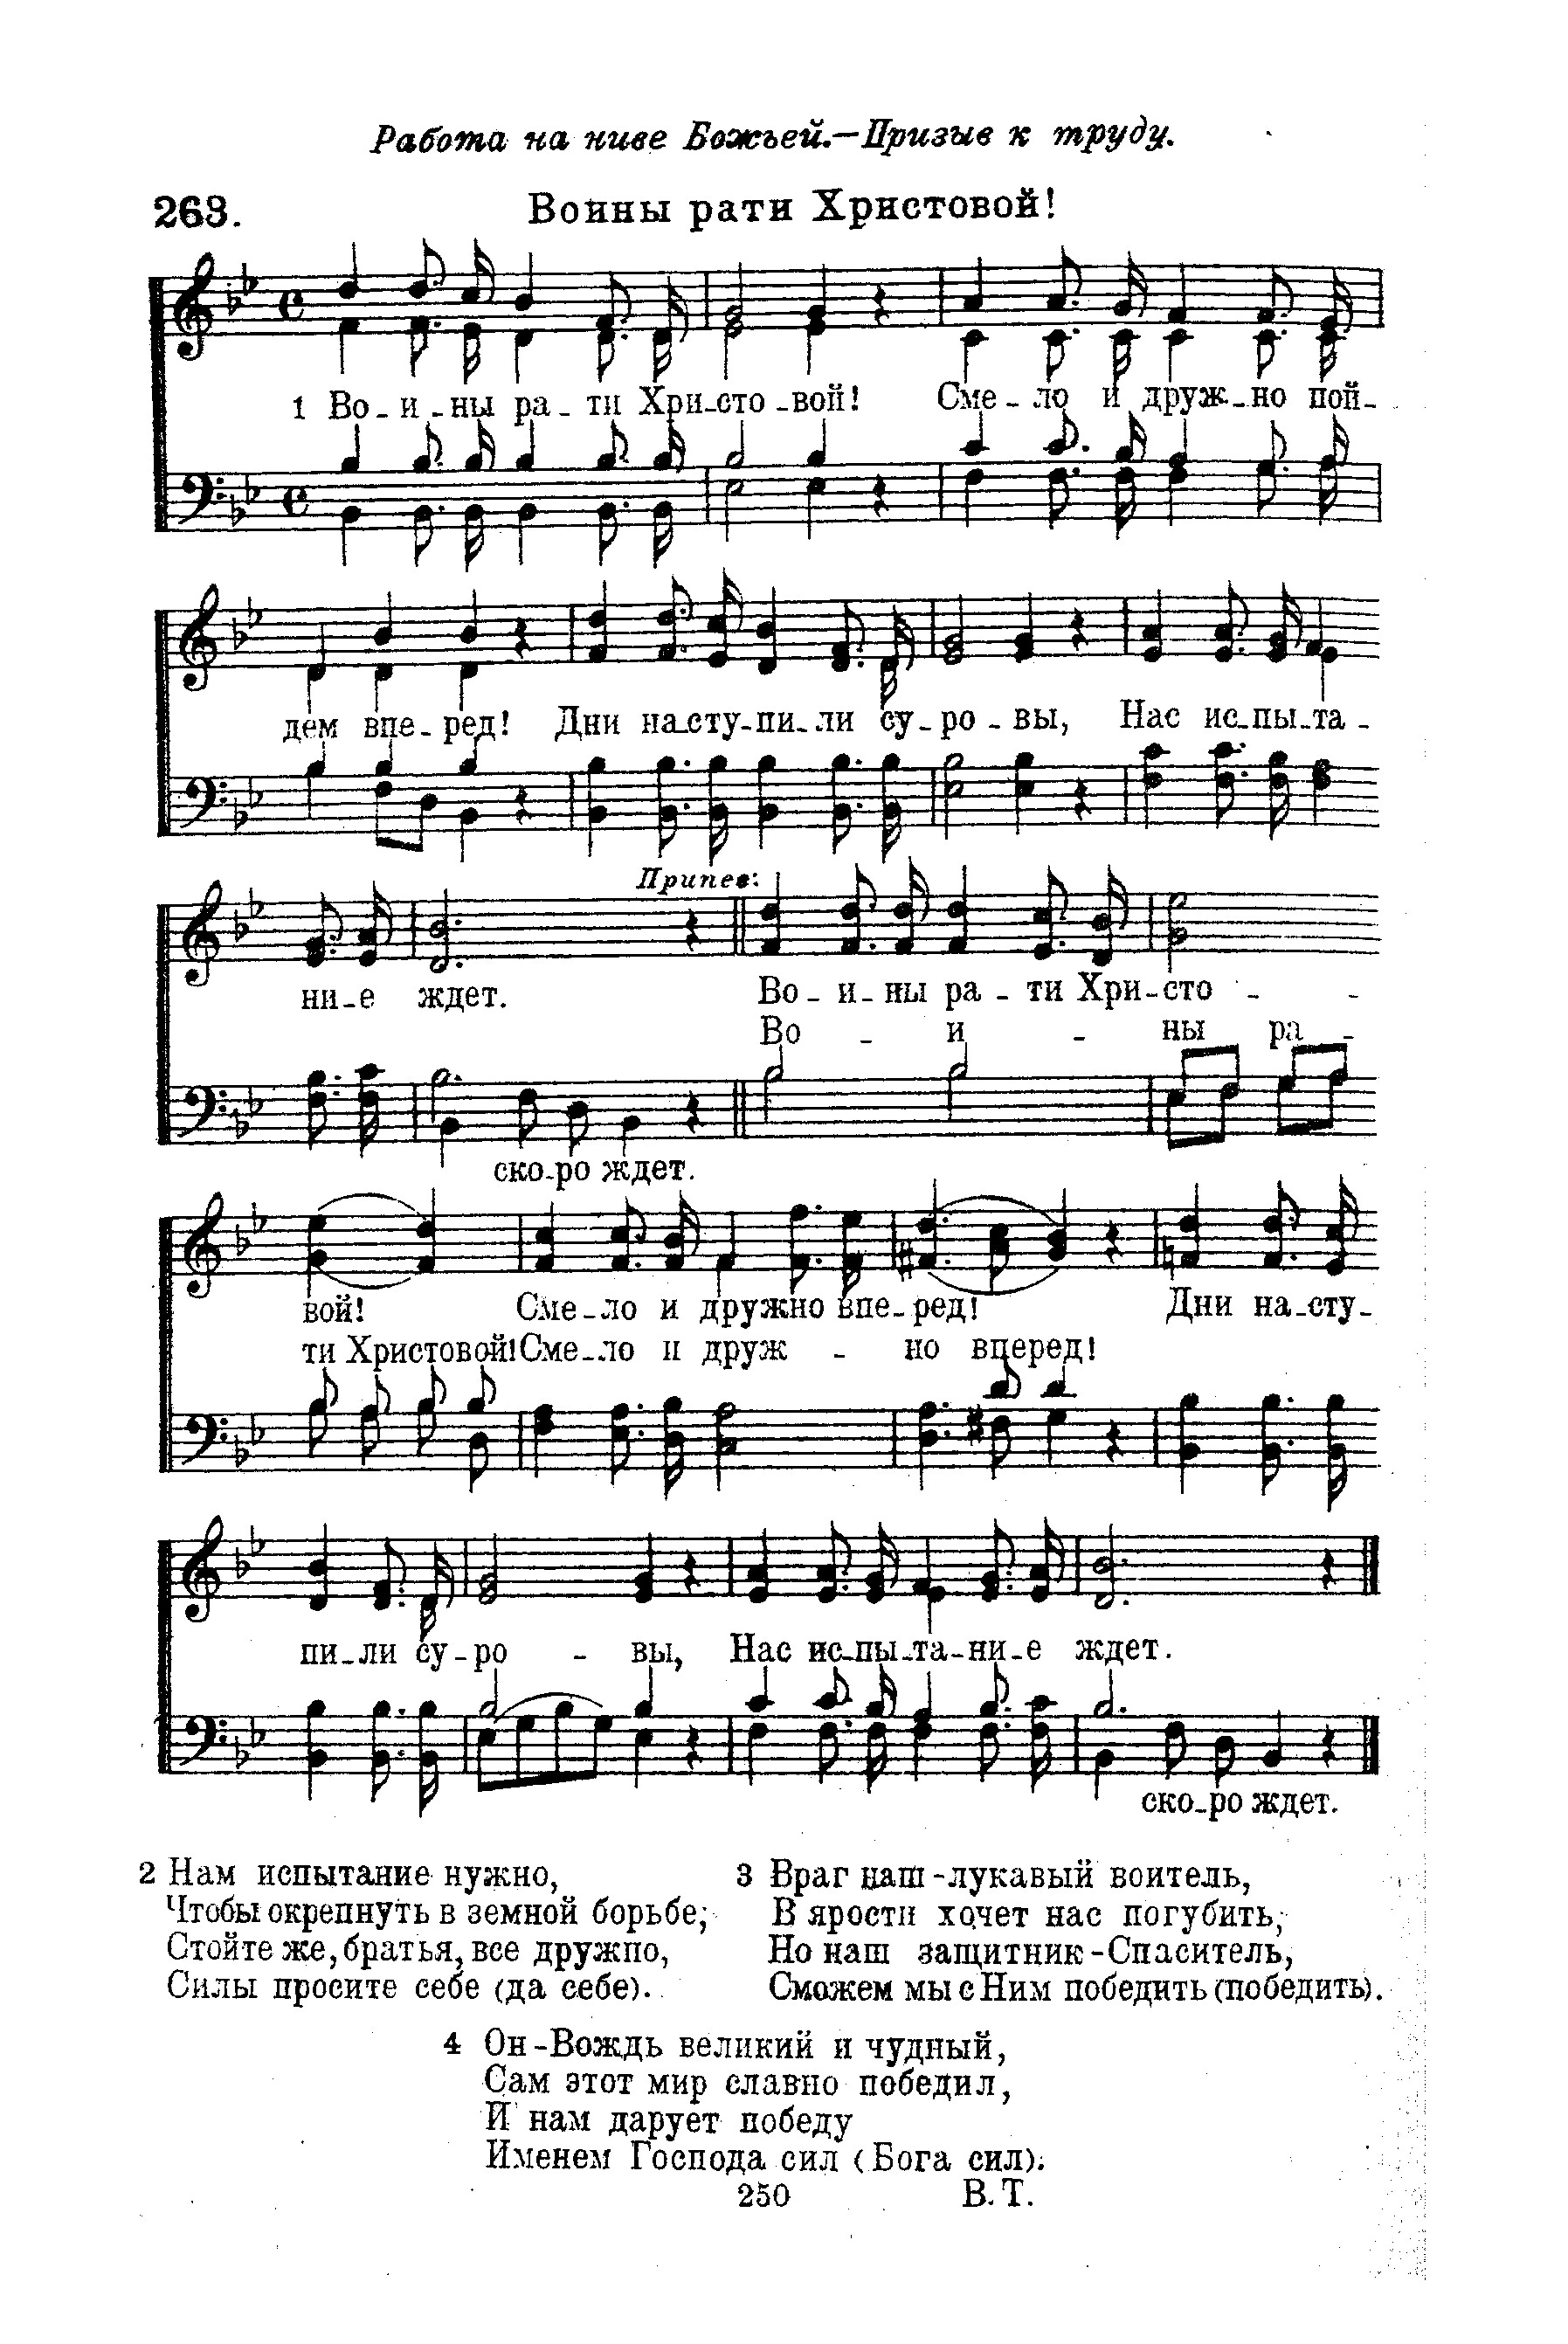 Работа на ниве Божьей.—Призыв к труду.
263. Воины рати Христовой!
1 Во-и-ны ра-ти Хри-сто-вой! Сме-ло и друж-но пой-
дем впе-ред! Дни на-сту-пи-ли су-ро-вы, Нас ис-пы-та-
Припев:
ни-е ждет. Во-и-ны ра-ти Хри-сто - -
Во - и - ны ра -
ско-ро ждет.
вой! Сме-ло и дружно впе-ред! Дни на-сту-
ти Христовой! Сме-ло и друж - но вперед!
пи-ли су-ро - вы, Нас ис-пы-та-ни-е ждет.
ско-ро ждет.
2 Нам испытание нужно,
Чтобы окрепнуть в земной борьбе;
Стойте же, братья, все дружпо,
Силы просите себе (да себе).
3 Враг наш-лукавый воитель,
В ярости хочет нас погубить,
Но наш защитник-Спаситель,
Сможем мы с Ним победить (победить).
4 Он-Вождь великий и чудный,
Сам этот мир славно победил,
И нам дарует победу
Именем Господа сил (Бога сил).
250 В. Т.